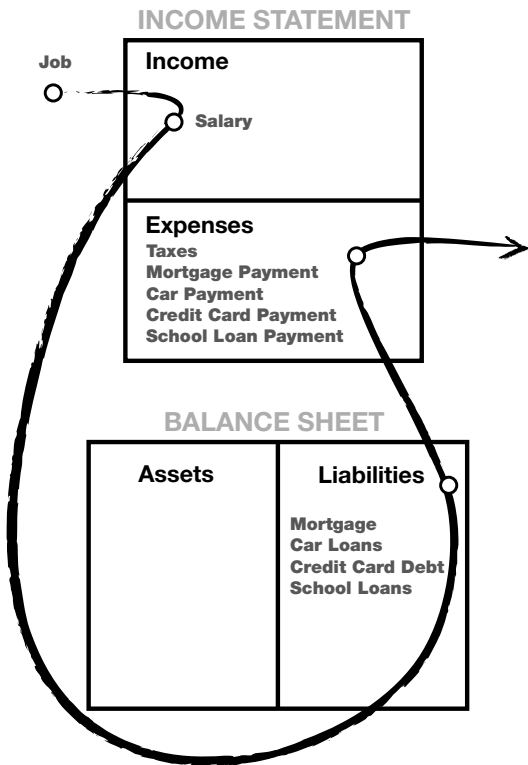 INCOME STATEMENT
Job
Income
Salary
Expenses
Taxes
Mortgage Payment
Car Payment
Credit Card Payment
School Loan Payment
BALANCE SHEET
Assets
Liabilities
Mortgage
Car Loans
Credit Card Debt
School Loans